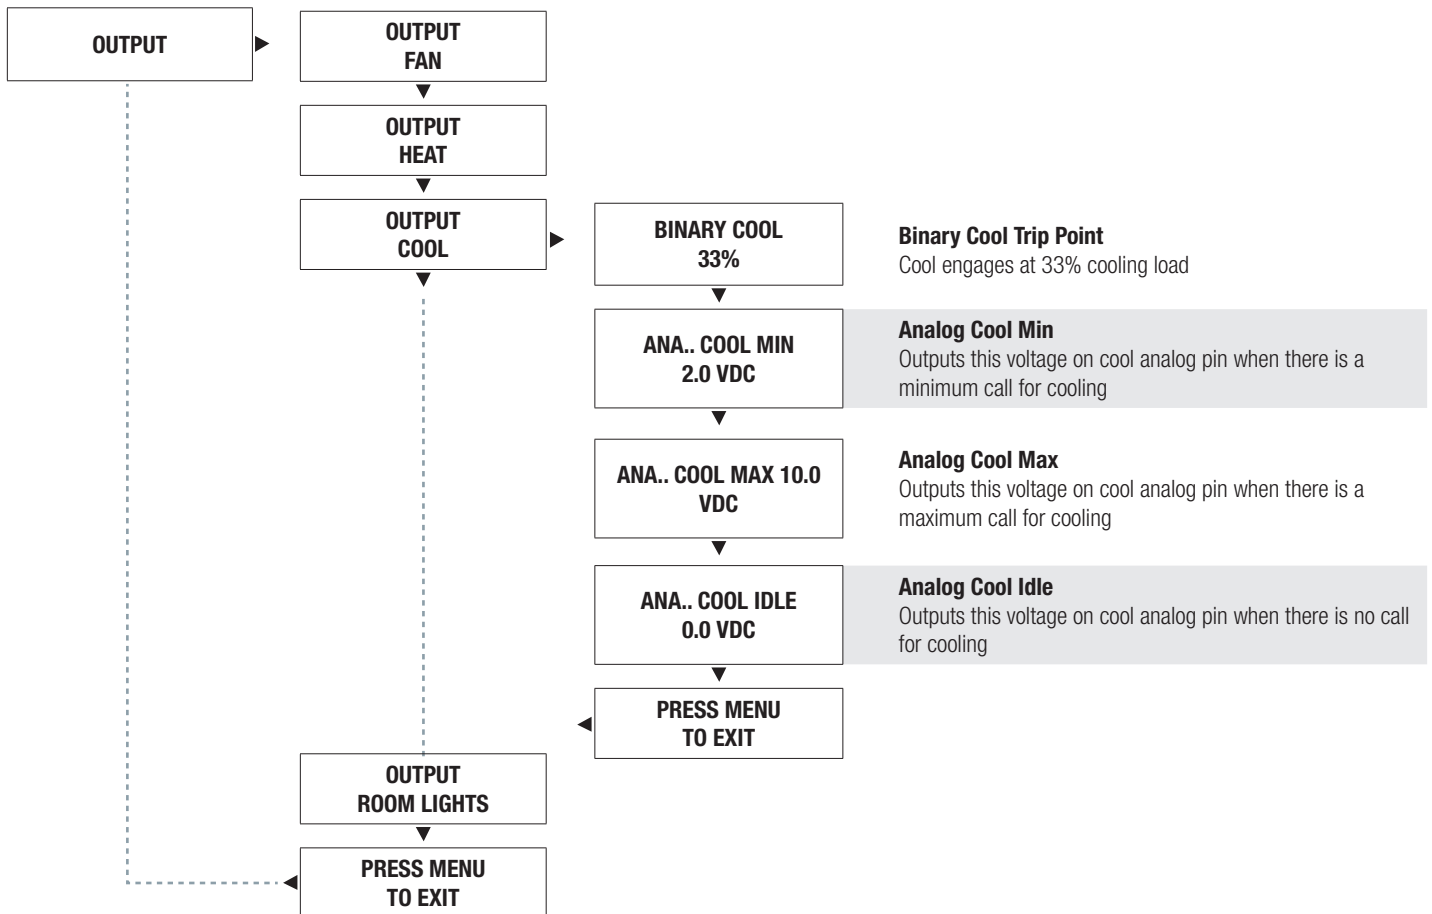 OUTPUT
OUTPUT
FAN
OUTPUT
HEAT
OUTPUT
COOL
BINARY COOL
33%
Binary Cool Trip Point
Cool engages at 33% cooling load
ANA.. COOL MIN
2.0 VDC
Analog Cool Min
Outputs this voltage on cool analog pin when there is a
minimum call for cooling
ANA.. COOL MAX 10.0
VDC
Analog Cool Max
Outputs this voltage on cool analog pin when there is a
maximum call for cooling
ANA.. COOL IDLE
0.0 VDC
Analog Cool Idle
Outputs this voltage on cool analog pin when there is no call
for cooling
PRESS MENU
TO EXIT
OUTPUT
ROOM LIGHTS
PRESS MENU
TO EXIT